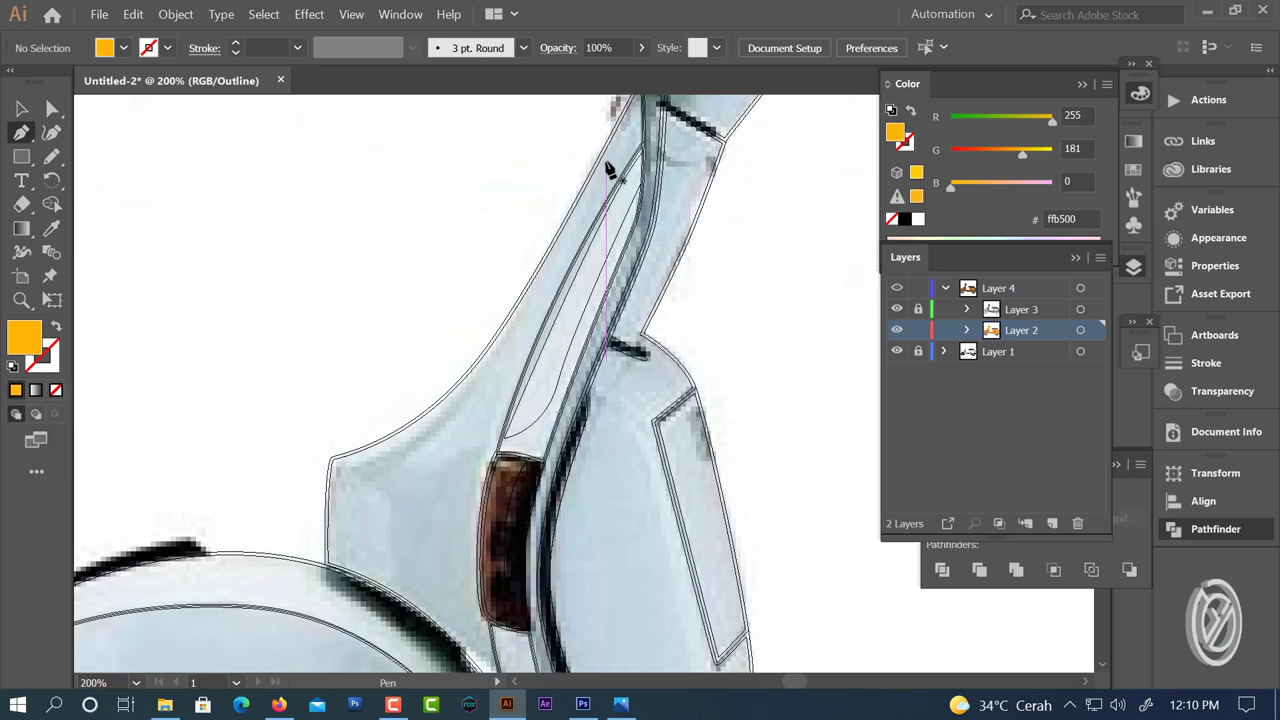 Ai File Edit Object Type Select Effect View Window Help Automation Search Adobe Stock
No Selection Stroke: 3 pt. Round Opacity: 100% Style: Document Setup Preferences
Untitled-2* @ 200% (RGB/Outline)
Color
R 255
G 181
B 0
# ffb500
Layers
Layer 4
Layer 3
Layer 2
Layer 1
2 Layers
Pathfinders:
Actions
Links
Libraries
Variables
Appearance
Properties
Asset Export
Artboards
Stroke
Transparency
Document Info
Transform
Align
Pathfinder
200% 1 Pen
34°C Cerah 12:10 PM